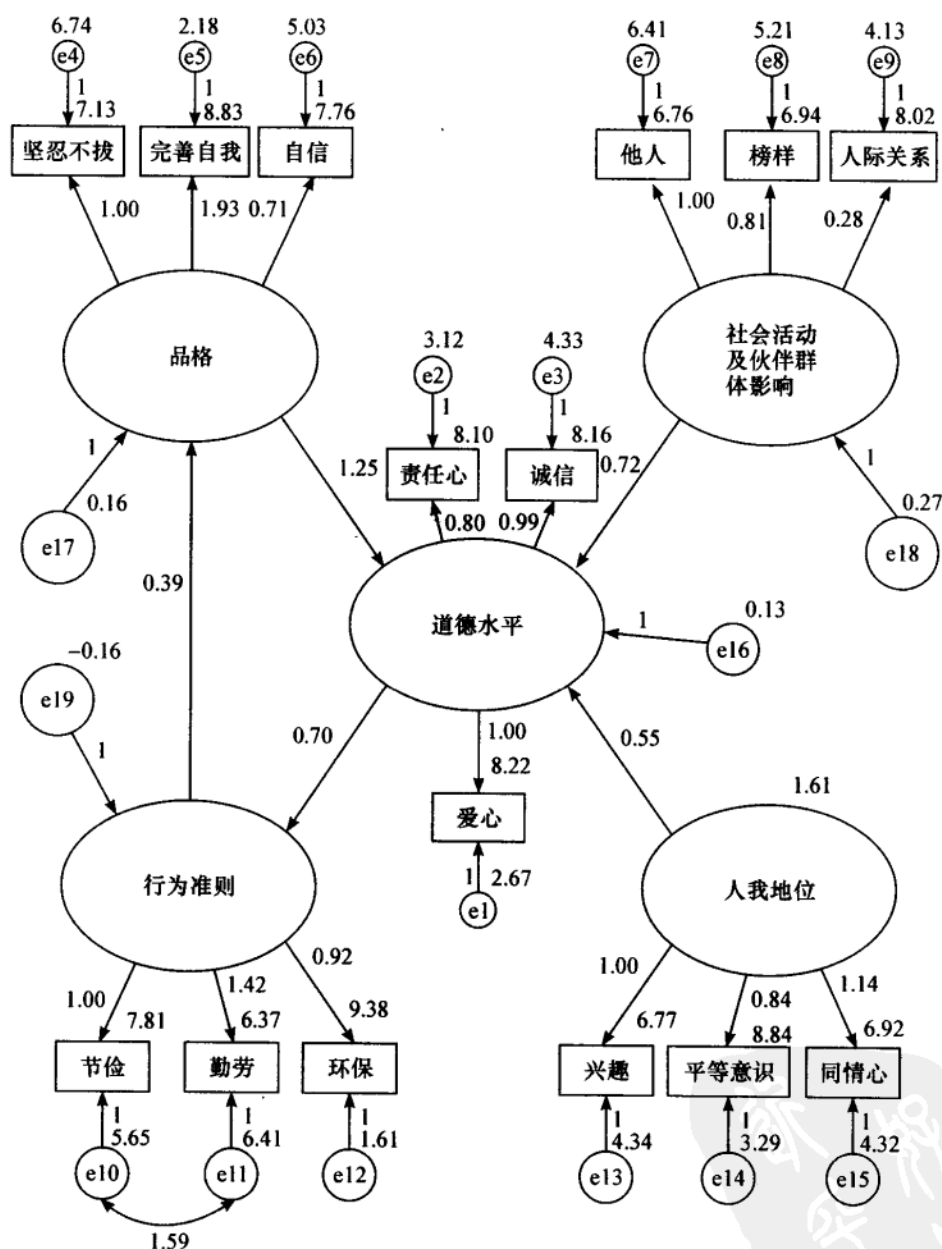 6.74 2.18 5.03 6.41 5.21 4.13
e4 e5 e6 e7 e8 e9
1 1 1 1 1 1
7.13 8.83 7.76 6.76 6.94 8.02
坚忍不拔 完善自我 自信 他人 榜样 人际关系
1.00 1.93 0.71 1.00 0.81 0.28
品格
社会活动
及伙伴群
体影响
3.12 4.33
e2 e3
1 1
8.10 8.16
责任心 诚信
1.25 0.72
0.80 0.99
1 1
0.16 0.27
e17 e18
0.39
道德水平
1 0.13
e16
−0.16
e19
1
0.70 1.00 0.55
8.22
爱心
1 2.67
e1
1.61
行为准则 人我地位
1.00 1.42 0.92 1.00 0.84 1.14
7.81 6.37 9.38 6.77 8.84 6.92
节俭 勤劳 环保 兴趣 平等意识 同情心
1 1 1 1 1 1
5.65 6.41 1.61 4.34 3.29 4.32
e10 e11 e12 e13 e14 e15
1.59